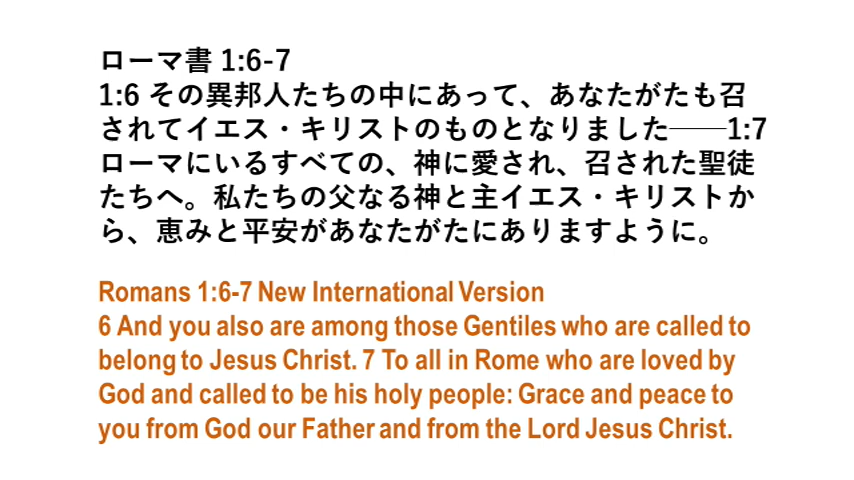 ローマ書 1:6-7
1:6 その異邦人たちの中にあって、あなたがたも召
されてイエス・キリストのものとなりました──1:7
ローマにいるすべての、神に愛され、召された聖徒
たちへ。私たちの父なる神と主イエス・キリストか
ら、恵みと平安があなたがたにありますように。
Romans 1:6-7 New International Version
6 And you also are among those Gentiles who are called to
belong to Jesus Christ. 7 To all in Rome who are loved by
God and called to be his holy people: Grace and peace to
you from God our Father and from the Lord Jesus Christ.